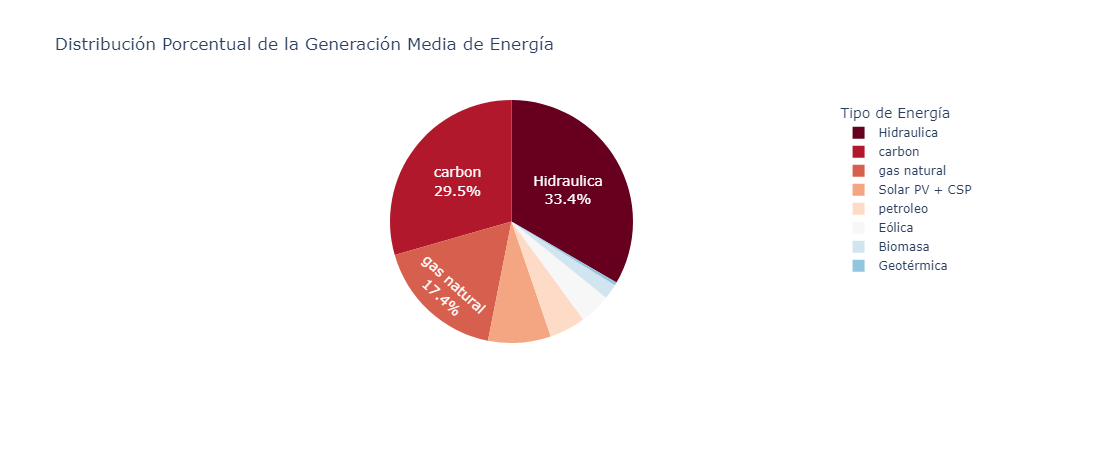 Distribución Porcentual de la Generación Media de Energía
carbon
29.5%
Hidraulica
33.4%
gas natural
17.4%
Tipo de Energía
Hidraulica
carbon
gas natural
Solar PV + CSP
petroleo
Eólica
Biomasa
Geotérmica